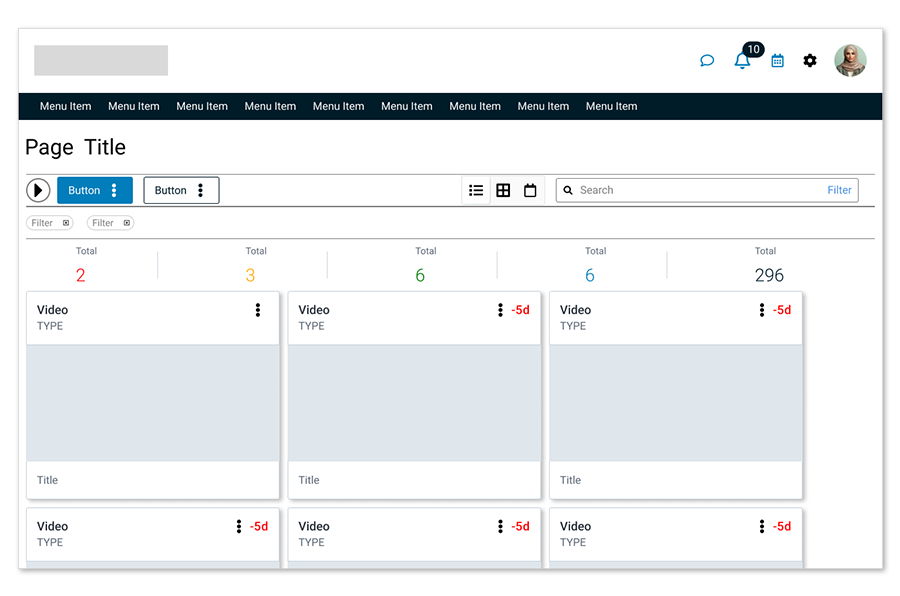 10
Menu Item Menu Item Menu Item Menu Item Menu Item Menu Item Menu Item Menu Item Menu Item
Page Title
Button Button Search Filter
Filter Filter
Total Total Total Total Total
2 3 6 6 296
Video Video -5d Video -5d
TYPE TYPE TYPE
Title Title Title
Video -5d Video -5d Video -5d
TYPE TYPE TYPE